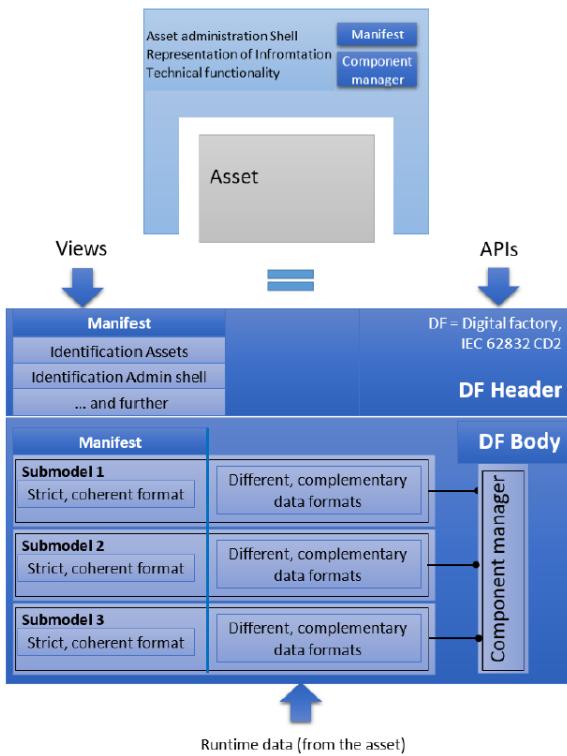 Asset administration Shell
Representation of Infromtation
Technical functionality
Manifest
Component
manager
Asset
Views
APIs
Manifest
Identification Assets
Identification Admin shell
... and further
DF = Digital factory,
IEC 62832 CD2
DF Header
Manifest
DF Body
Submodel 1
Strict, coherent format
Different, complementary
data formats
Submodel 2
Strict, coherent format
Different, complementary
data formats
Submodel 3
Strict, coherent format
Different, complementary
data formats
Component manager
Runtime data (from the asset)